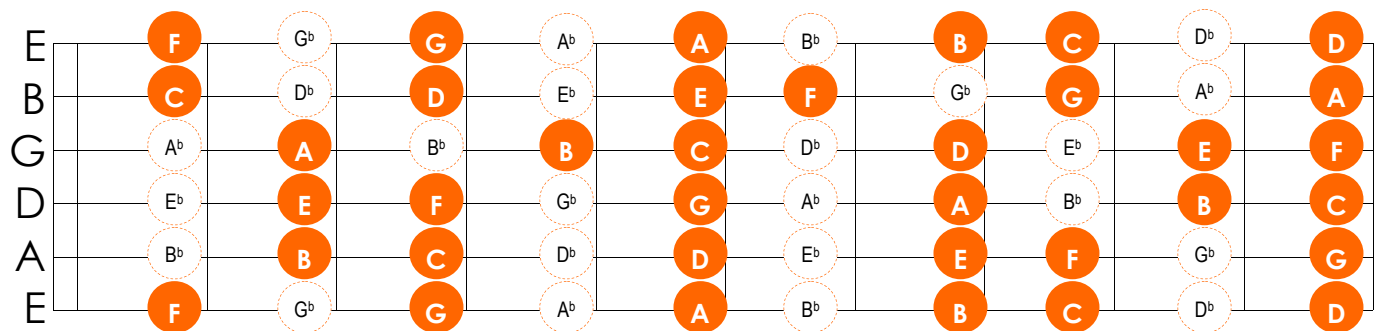 E F G♭ G A♭ A B♭ B C D♭ D
B C D♭ D E♭ E F G♭ G A♭ A
G A♭ A B♭ B C D♭ D E♭ E F
D E♭ E F G♭ G A♭ A B♭ B C
A B♭ B C D♭ D E♭ E F G♭ G
E F G♭ G A♭ A B♭ B C D♭ D